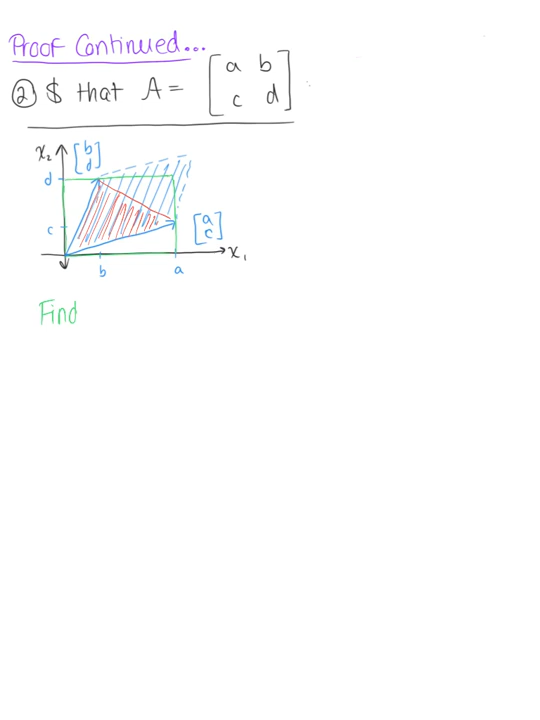 Proof Continued...
② $ that A = [a b
c d]
x₂ [b
d]
d
c [a
c]
x₁
b a
Find